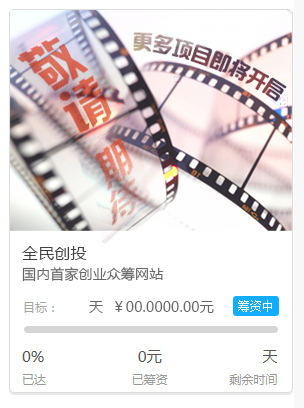 敬请期待
更多项目即将开启
全民创投
国内首家创业众筹网站
目标： 天 ￥00.0000.00元 筹资中
0% 0元 天
已达 已筹资 剩余时间